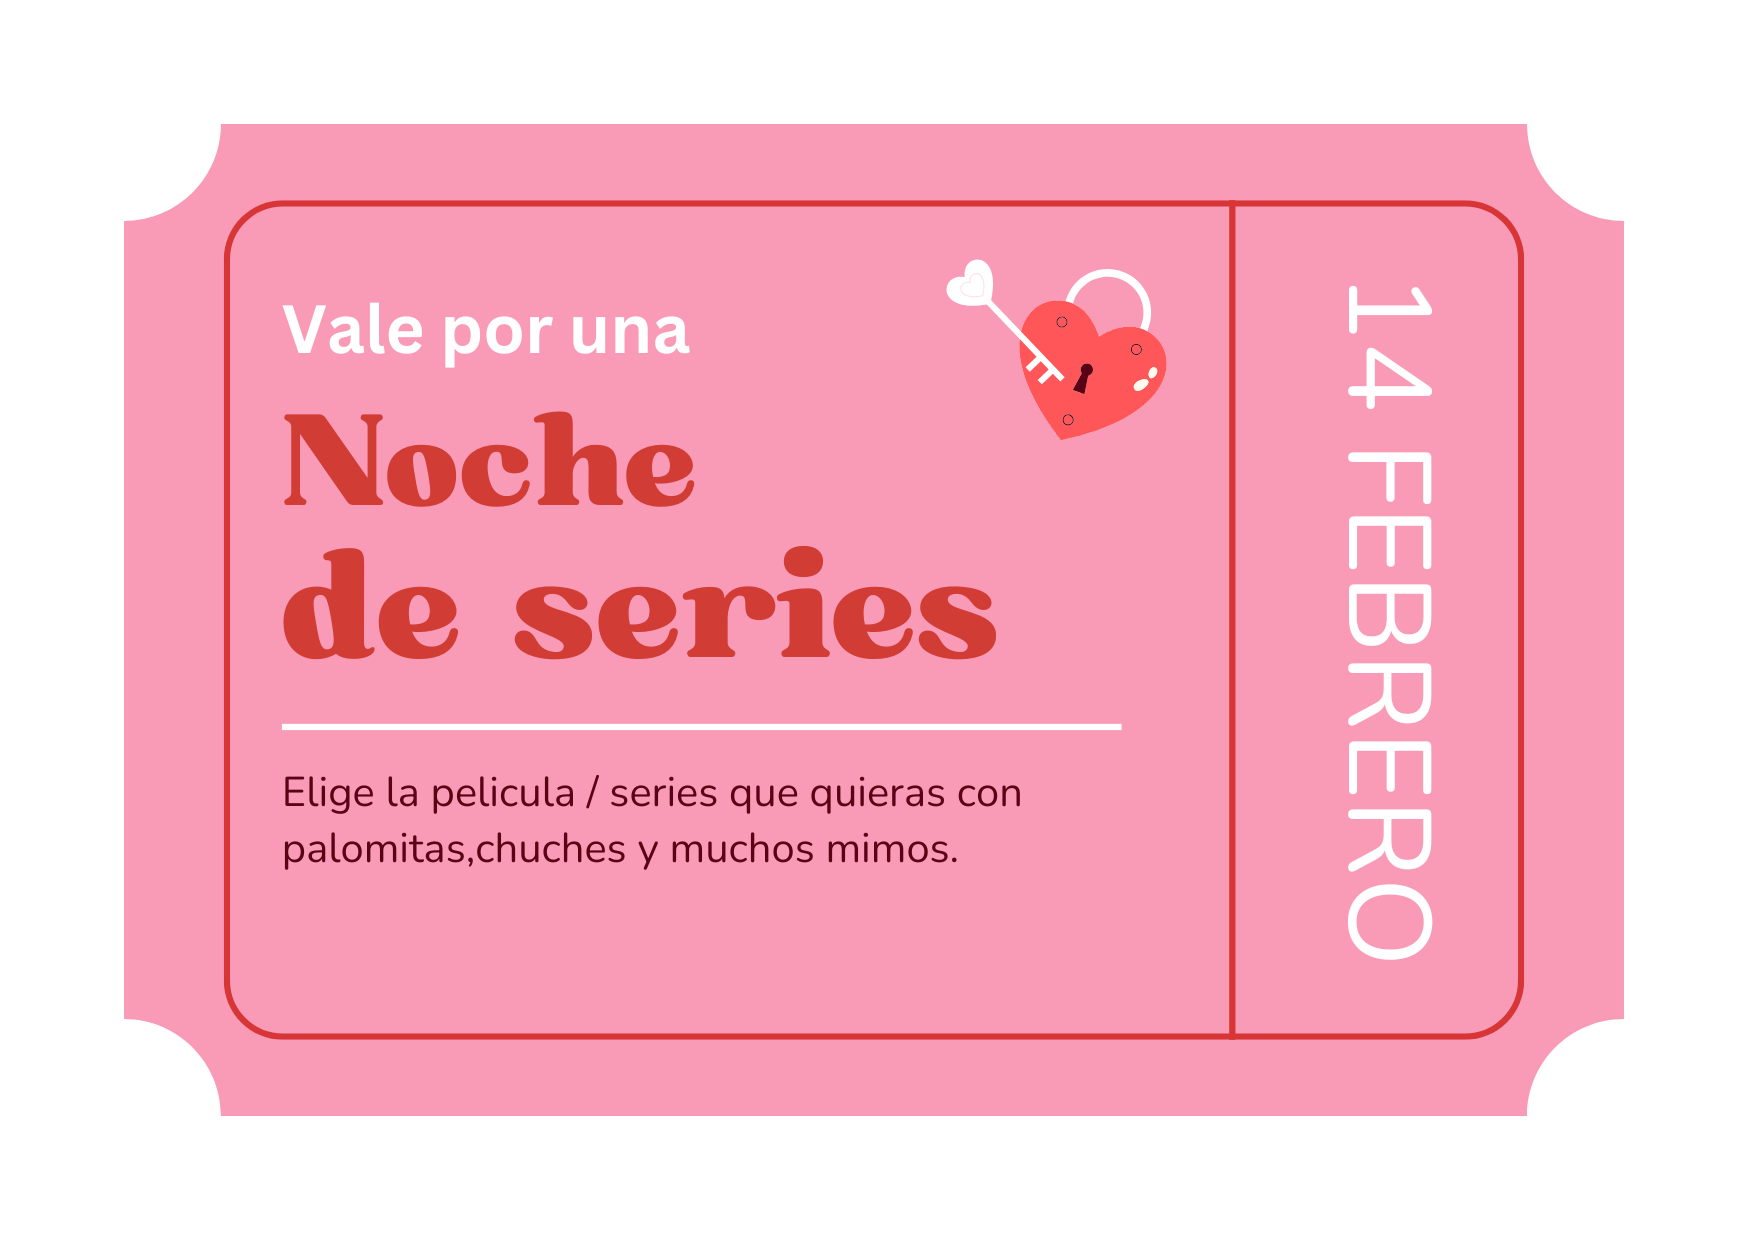 Vale por una
Noche
de series
Elige la pelicula / series que quieras con
palomitas,chuches y muchos mimos.
14 FEBRERO